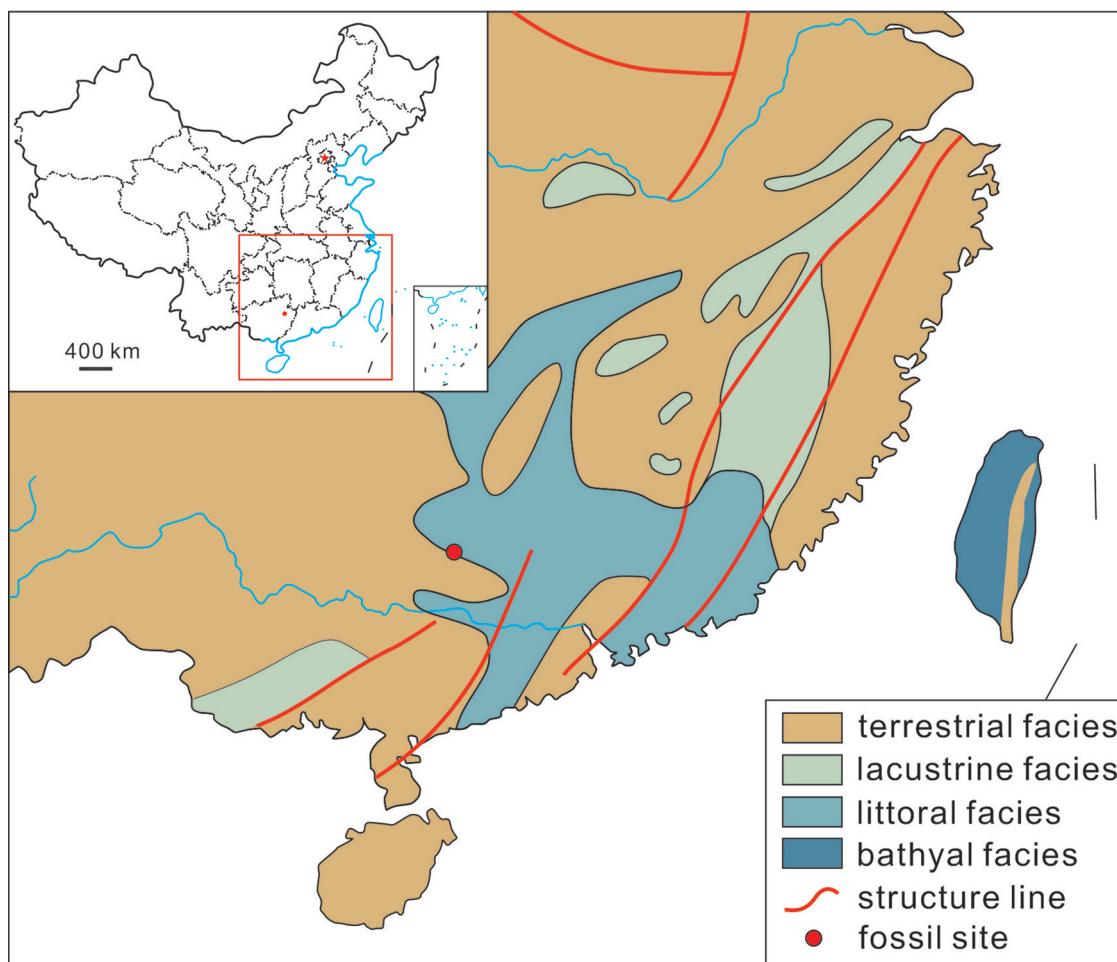 400 km
terrestrial facies
lacustrine facies
littoral facies
bathyal facies
structure line
fossil site